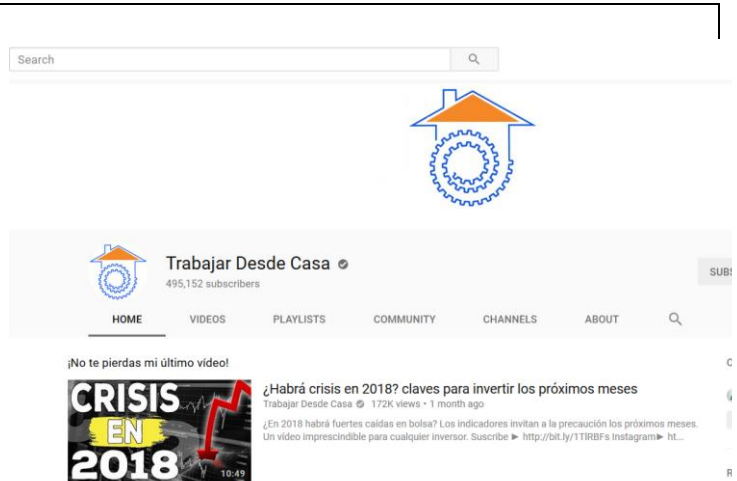 Search
Trabajar Desde Casa
495,152 subscribers
SUBS
HOME VIDEOS PLAYLISTS COMMUNITY CHANNELS ABOUT
¡No te pierdas mi último vídeo!
CRISIS
EN
2018
10:49
¿Habrá crisis en 2018? claves para invertir los próximos meses
Trabajar Desde Casa 172K views • 1 month ago
¿En 2018 habrá fuertes caídas en bolsa? Los indicadores invitan a la precaución los próximos meses.
Un vídeo imprescindible para cualquier inversor. Suscribe ► http://bit.ly/1TlRBFs Instagram► ht...